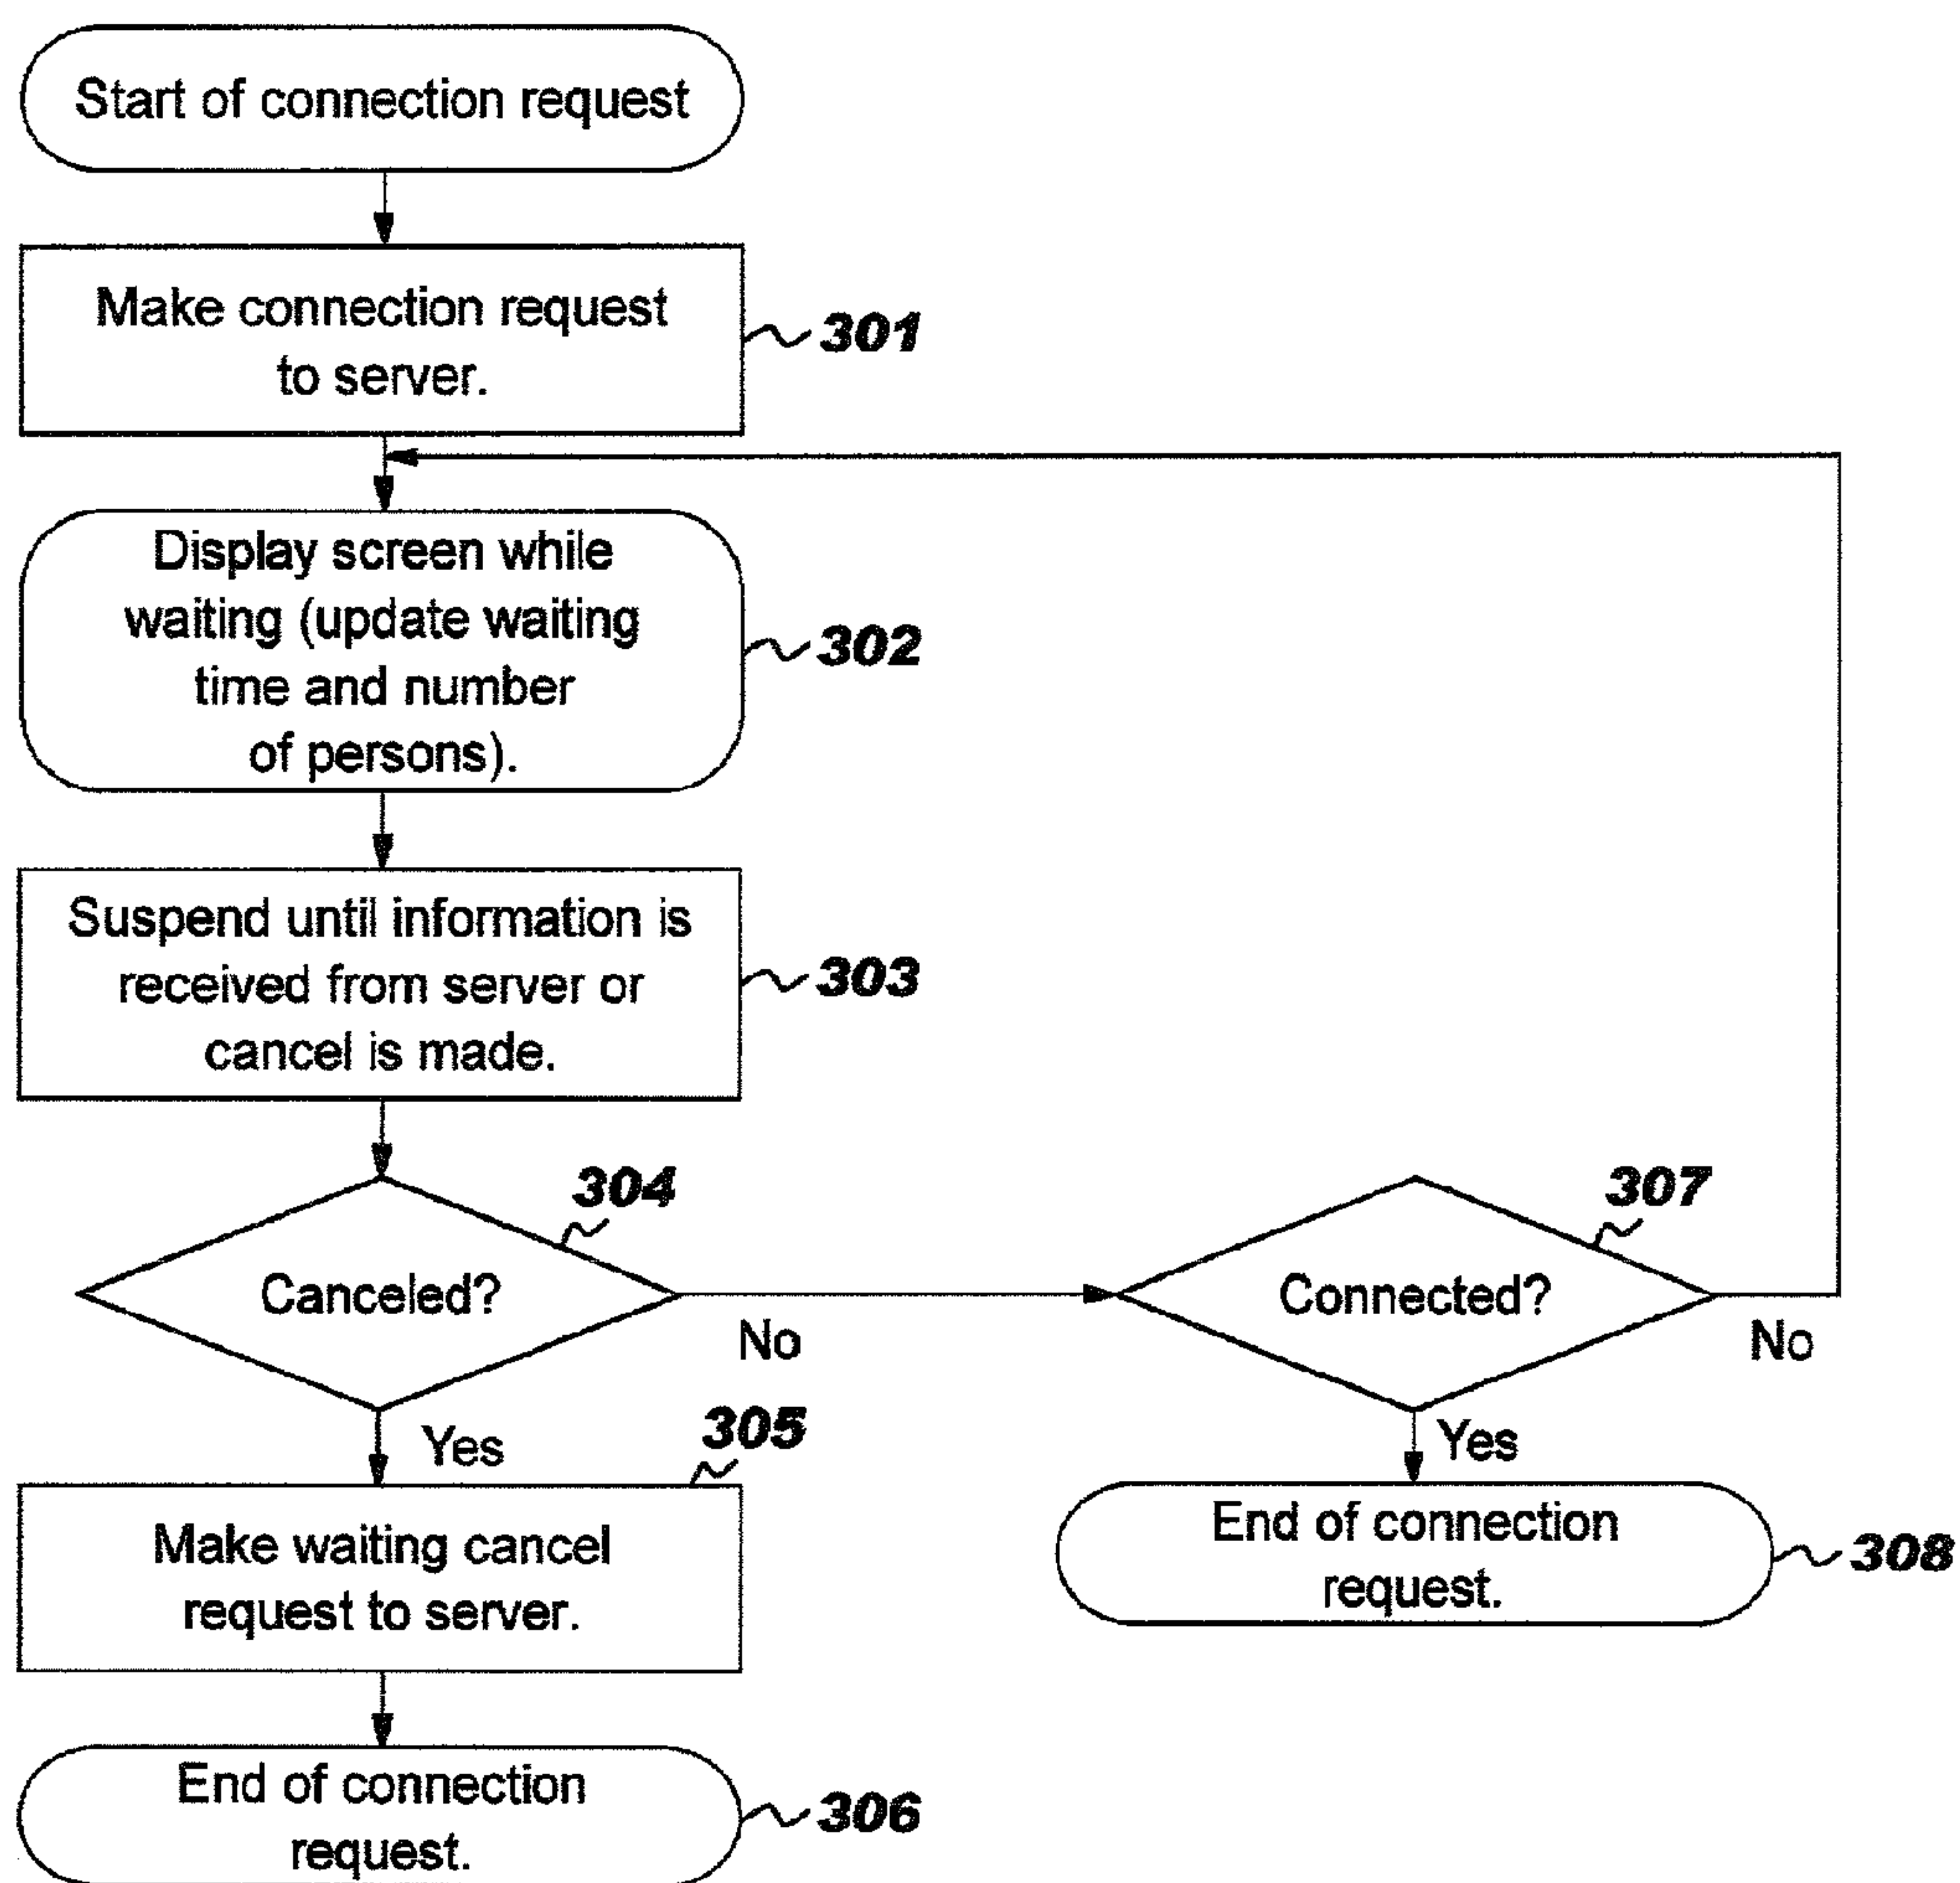 Start of connection request
Make connection request
to server.
301
Display screen while
waiting (update waiting
time and number
of persons).
302
Suspend until information is
received from server or
cancel is made.
303
304
Canceled?
No
307
Connected?
No
Yes
305
Make waiting cancel
request to server.
Yes
End of connection
request.
308
End of connection
request.
306